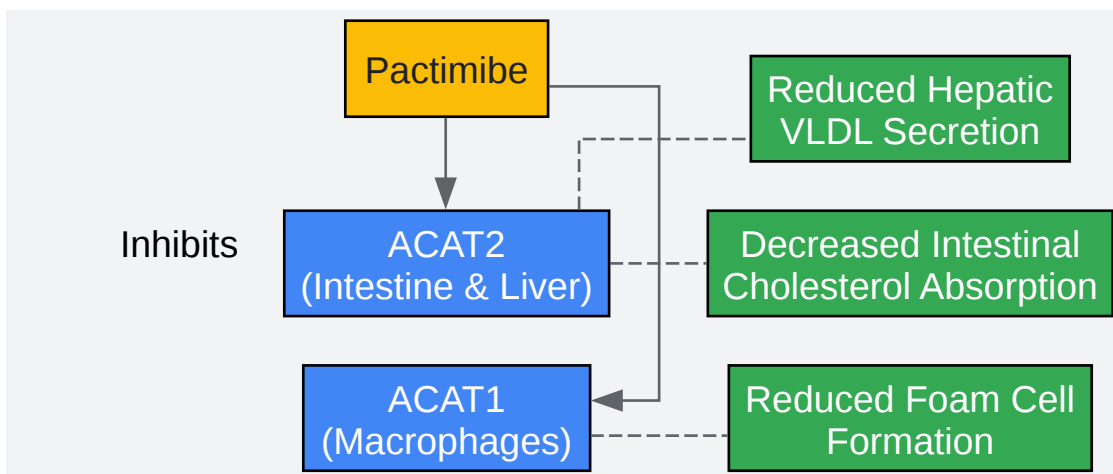 Pactimibe
Reduced Hepatic
VLDL Secretion
Inhibits
ACAT2
(Intestine & Liver)
Decreased Intestinal
Cholesterol Absorption
ACAT1
(Macrophages)
Reduced Foam Cell
Formation